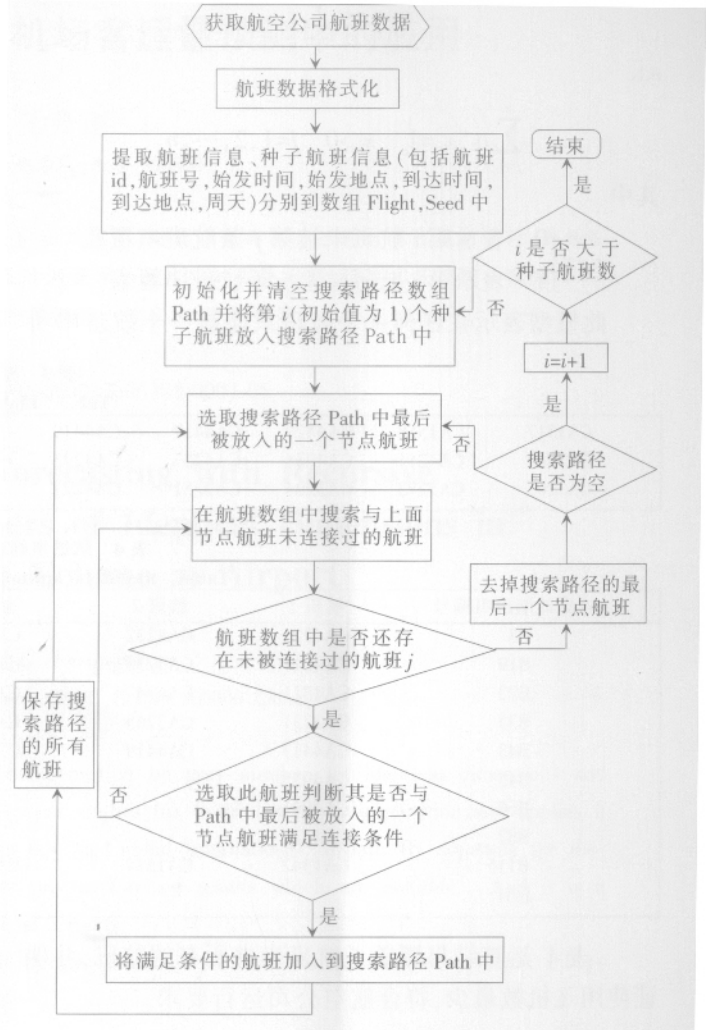 获取航空公司航班数据
航班数据格式化
提取航班信息、种子航班信息(包括航班
id,航班号,始发时间,始发地点,到达时间,
到达地点,周天)分别到数组 Flight,Seed 中
结束
是
i是否大于
种子航班数
否
初始化并清空搜索路径数组
Path 并将第 i(初始值为 1)个种
子航班放入搜索路径 Path 中
i=i+1
是
选取搜索路径 Path 中最后
被放入的一个节点航班
否
搜索路径
是否为空
在航班数组中搜索与上面
节点航班未连接过的航班
去掉搜索路径的最
后一个节点航班
航班数组中是否还存
在未被连接过的航班 j
否
是
保存搜
索路径
的所有
航班
否
选取此航班判断其是否与
Path 中最后被放入的一个
节点航班满足连接条件
是
将满足条件的航班加入到搜索路径 Path 中